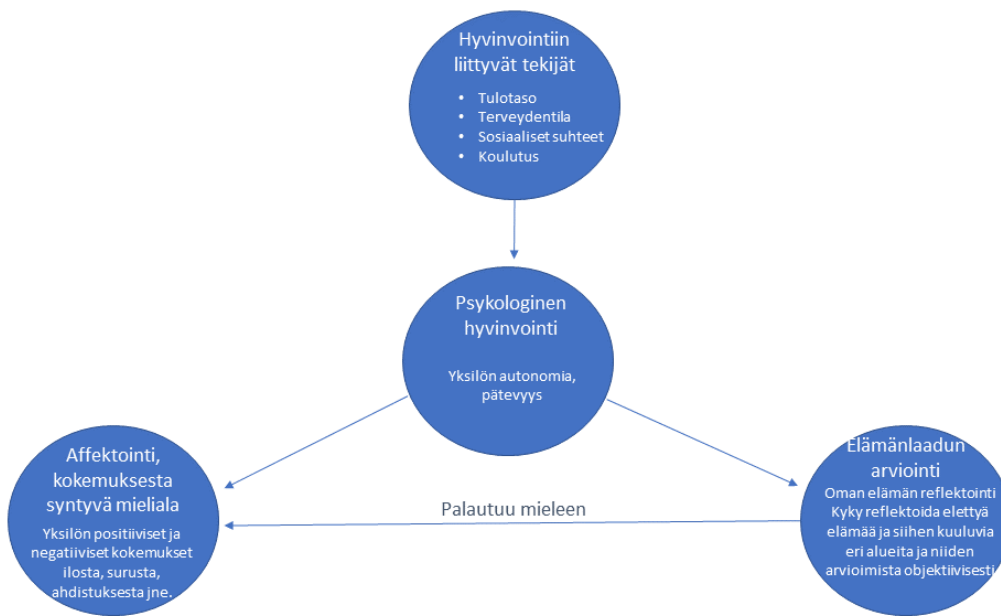 Hyvinvointiin
liittyvät tekijät
• Tulotaso
• Terveydentila
• Sosiaaliset suhteet
• Koulutus
Psykologinen
hyvinvointi
Yksilön autonomia,
pätevyys
Affektointi,
kokemuksesta
syntyvä mieliala
Yksilön positiiviset ja
negatiiviset kokemukset
ilosta, surusta,
ahdistuksesta jne.
Palautuu mieleen
Elämänlaadun
arviointi
Oman elämän reflektointi
Kyky reflektoida elettyä
elämää ja siihen kuuluvia
eri alueita ja niiden
arvioimista objektiivisesti